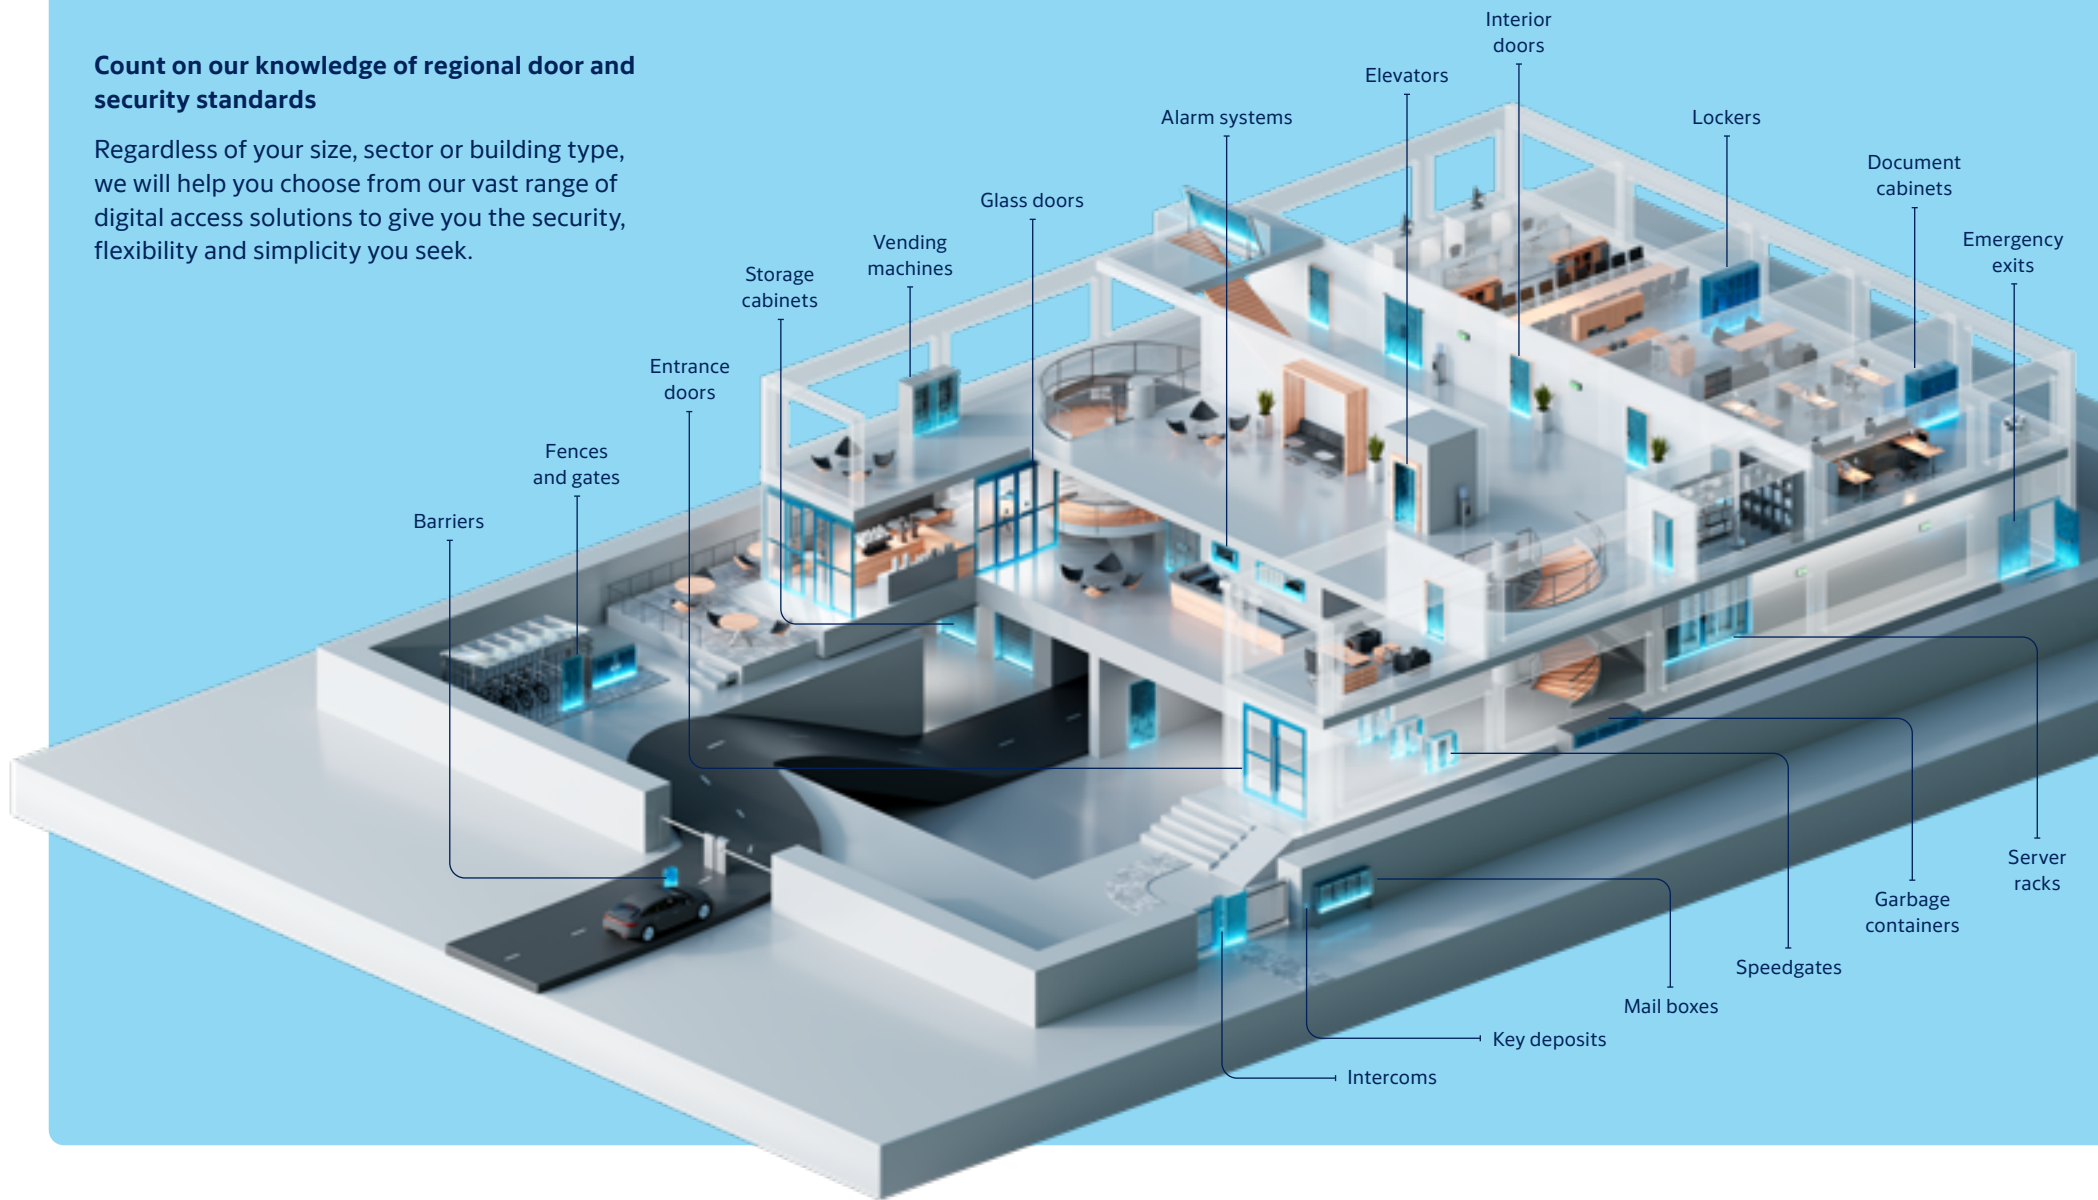 Count on our knowledge of regional door and
security standards
Regardless of your size, sector or building type,
we will help you choose from our vast range of
digital access solutions to give you the security,
flexibility and simplicity you seek.
Barriers
Fences
and gates
Entrance
doors
Storage
cabinets
Vending
machines
Glass doors
Alarm systems
Elevators
Interior
doors
Lockers
Document
cabinets
Emergency
exits
Server
racks
Garbage
containers
Speedgates
Mail boxes
Key deposits
Intercoms